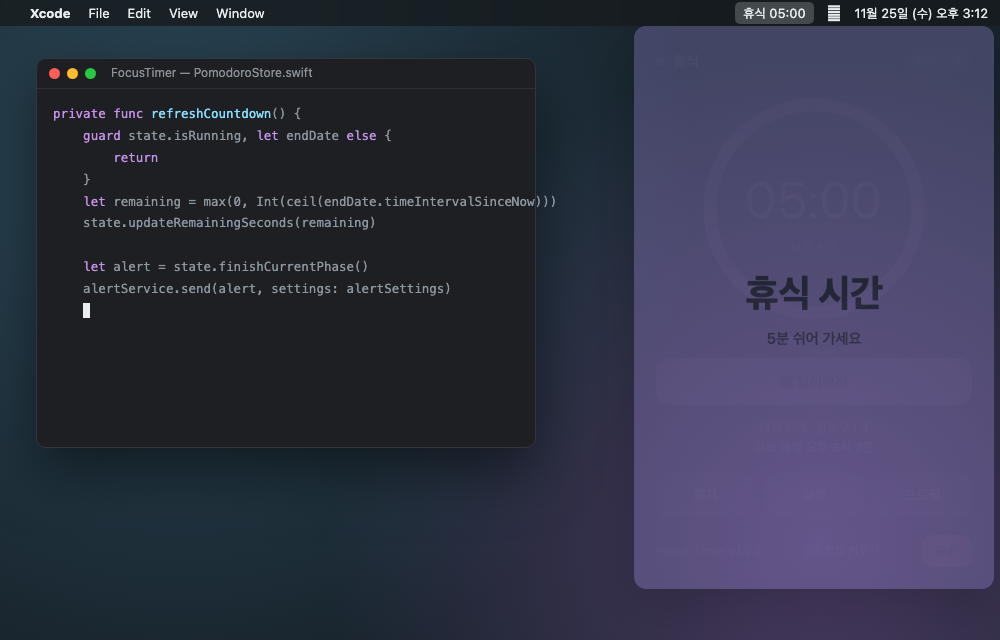 Xcode File Edit View Window 휴식 05:00 11월 25일 (수) 오후 3:12
FocusTimer — PomodoroStore.swift
private func refreshCountdown() {
guard state.isRunning, let endDate else {
return
}
let remaining = max(0, Int(ceil(endDate.timeIntervalSinceNow)))
state.updateRemainingSeconds(remaining)
let alert = state.finishCurrentPhase()
alertService.send(alert, settings: alertSettings)
휴식
05:00
휴식 시간
5분 쉬어 가세요